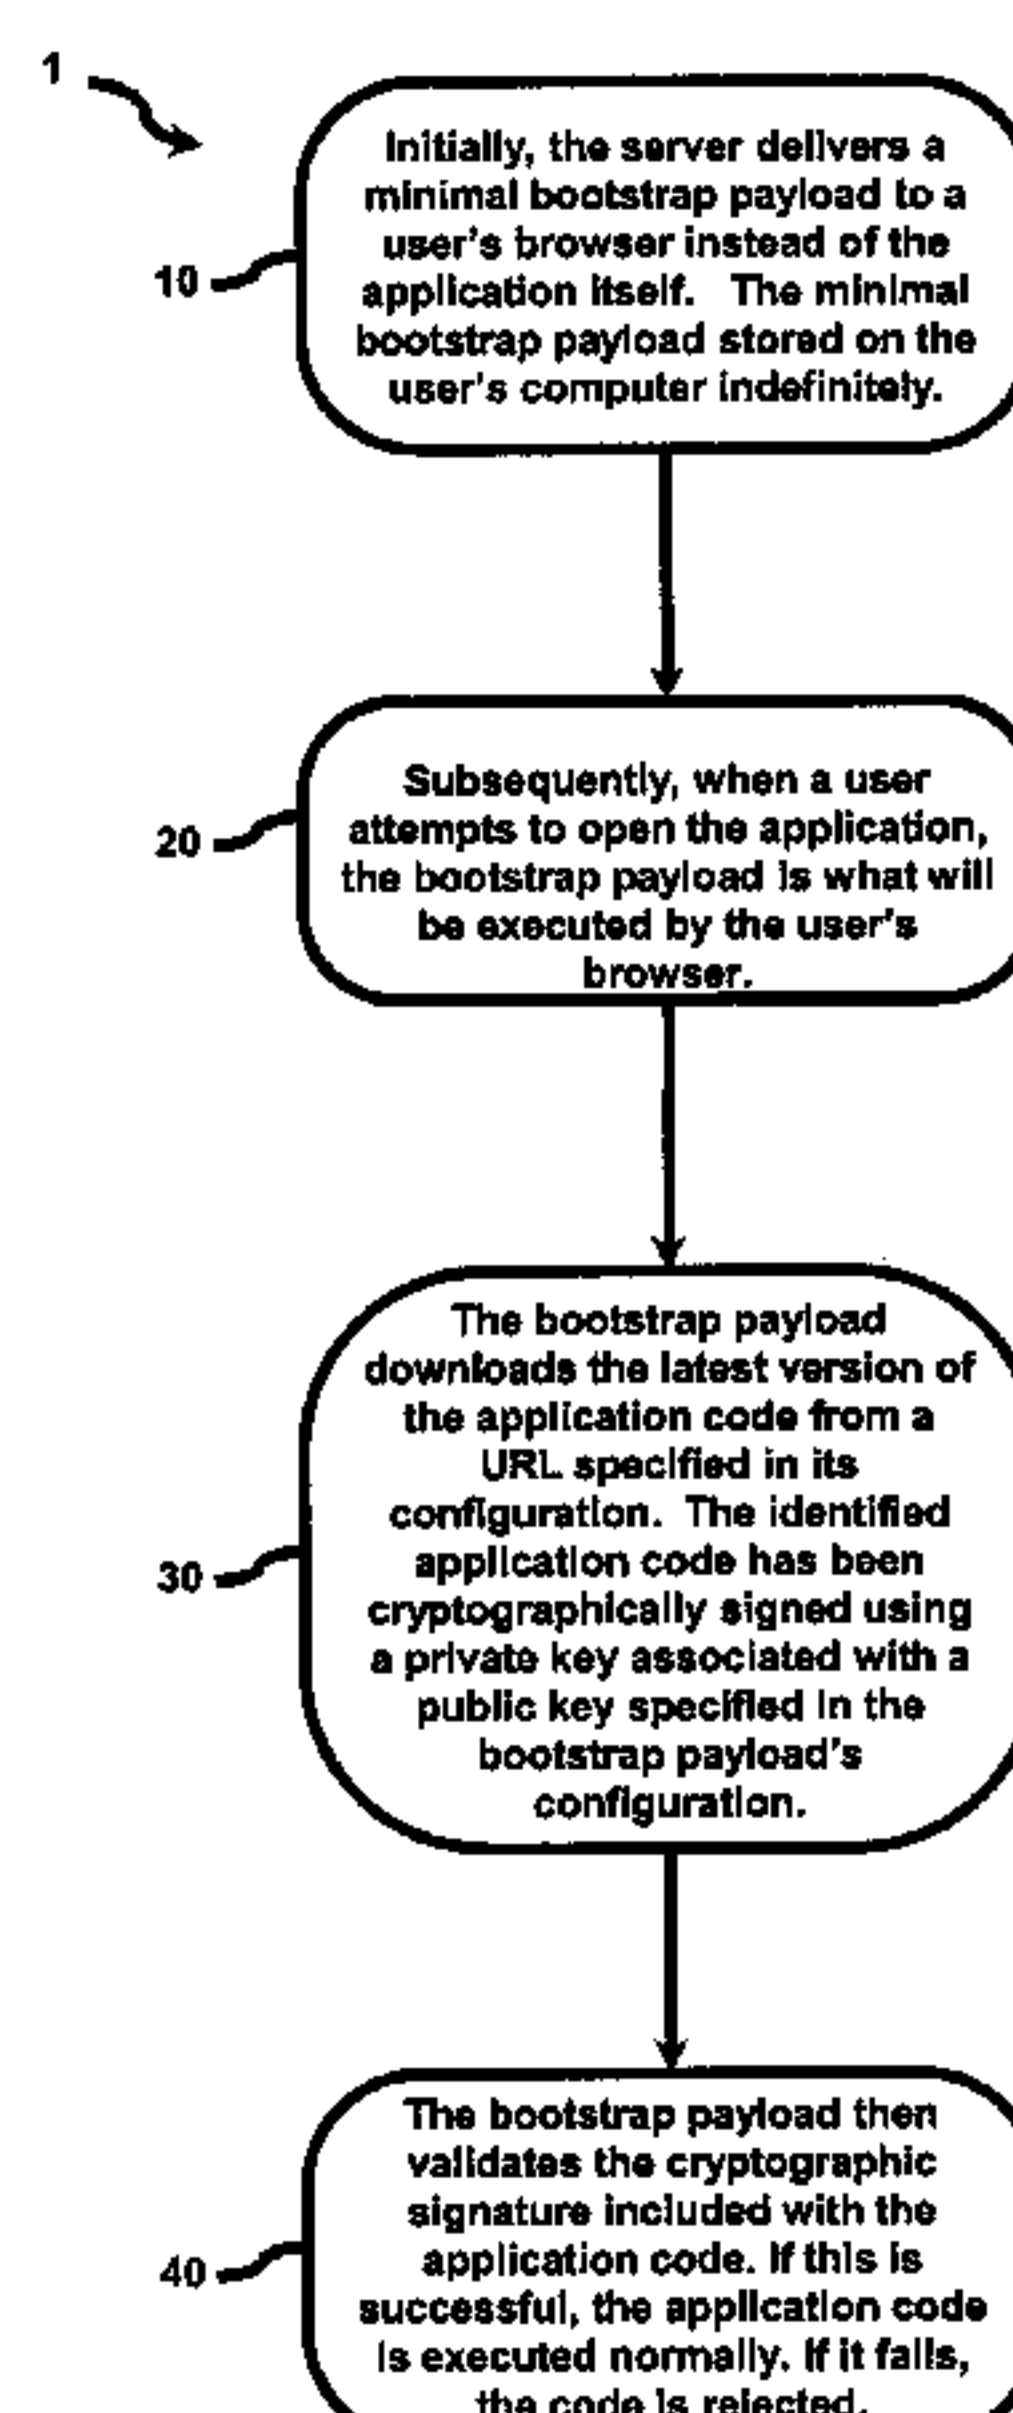 1
Initially, the server delivers a
minimal bootstrap payload to a
user's browser instead of the
application itself. The minimal
bootstrap payload stored on the
user's computer indefinitely.
10
Subsequently, when a user
attempts to open the application,
the bootstrap payload is what will
be executed by the user's
browser.
20
The bootstrap payload
downloads the latest version of
the application code from a
URL specified in its
configuration. The identified
application code has been
cryptographically signed using
a private key associated with a
public key specified in the
bootstrap payload's
configuration.
30
The bootstrap payload then
validates the cryptographic
signature included with the
application code. If this is
successful, the application code
is executed normally. If it fails,
the code is rejected.
40